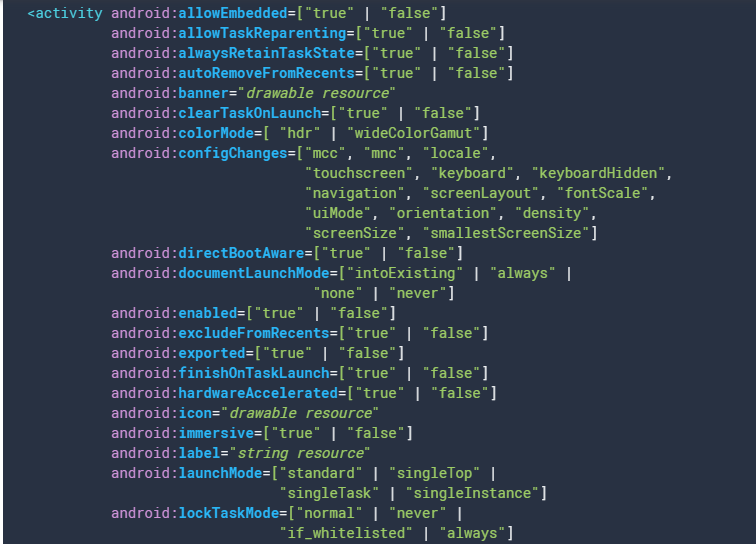 <activity android:allowEmbedded=["true" | "false"]
android:allowTaskReparenting=["true" | "false"]
android:alwaysRetainTaskState=["true" | "false"]
android:autoRemoveFromRecents=["true" | "false"]
android:banner="drawable resource"
android:clearTaskOnLaunch=["true" | "false"]
android:colorMode=[ "hdr" | "wideColorGamut"]
android:configChanges=["mcc", "mnc", "locale",
"touchscreen", "keyboard", "keyboardHidden",
"navigation", "screenLayout", "fontScale",
"uiMode", "orientation", "density",
"screenSize", "smallestScreenSize"]
android:directBootAware=["true" | "false"]
android:documentLaunchMode=["intoExisting" | "always" |
"none" | "never"]
android:enabled=["true" | "false"]
android:excludeFromRecents=["true" | "false"]
android:exported=["true" | "false"]
android:finishOnTaskLaunch=["true" | "false"]
android:hardwareAccelerated=["true" | "false"]
android:icon="drawable resource"
android:immersive=["true" | "false"]
android:label="string resource"
android:launchMode=["standard" | "singleTop" |
"singleTask" | "singleInstance"]
android:lockTaskMode=["normal" | "never" |
"if_whitelisted" | "always"]